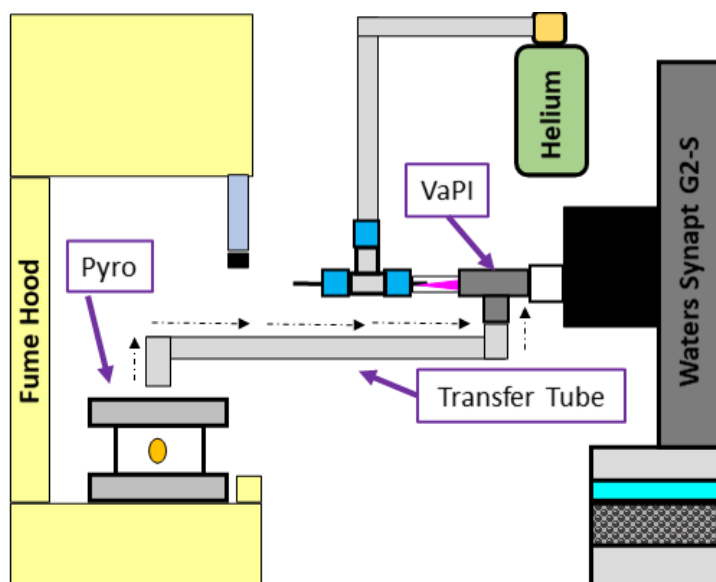 Helium
VaPI
Waters Synapt G2-S
Pyro
Fume Hood
Transfer Tube